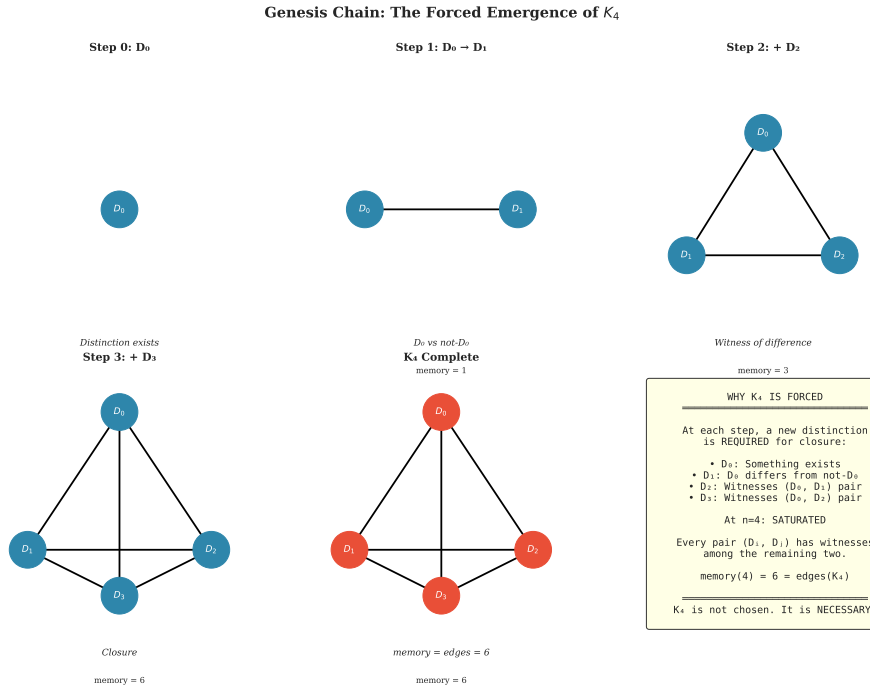 Genesis Chain: The Forced Emergence of K₄
Step 0: D₀
Step 1: D₀ → D₁
Step 2: + D₂
D₀
D₀
D₁
D₀
D₁
D₂
Distinction exists
D₀ vs not-D₀
memory = 1
Witness of difference
memory = 3
Step 3: + D₃
K₄ Complete
D₀
D₁
D₂
D₃
Closure
memory = 6
D₀
D₁
D₂
D₃
memory = edges = 6
memory = 6
WHY K₄ IS FORCED
At each step, a new distinction
is REQUIRED for closure:
• D₀: Something exists
• D₁: D₀ differs from not-D₀
• D₂: Witnesses (D₀, D₁) pair
• D₃: Witnesses (D₀, D₂) pair
At n=4: SATURATED
Every pair (Dᵢ, Dⱼ) has witnesses
among the remaining two.
memory(4) = 6 = edges(K₄)
K₄ is not chosen. It is NECESSARY